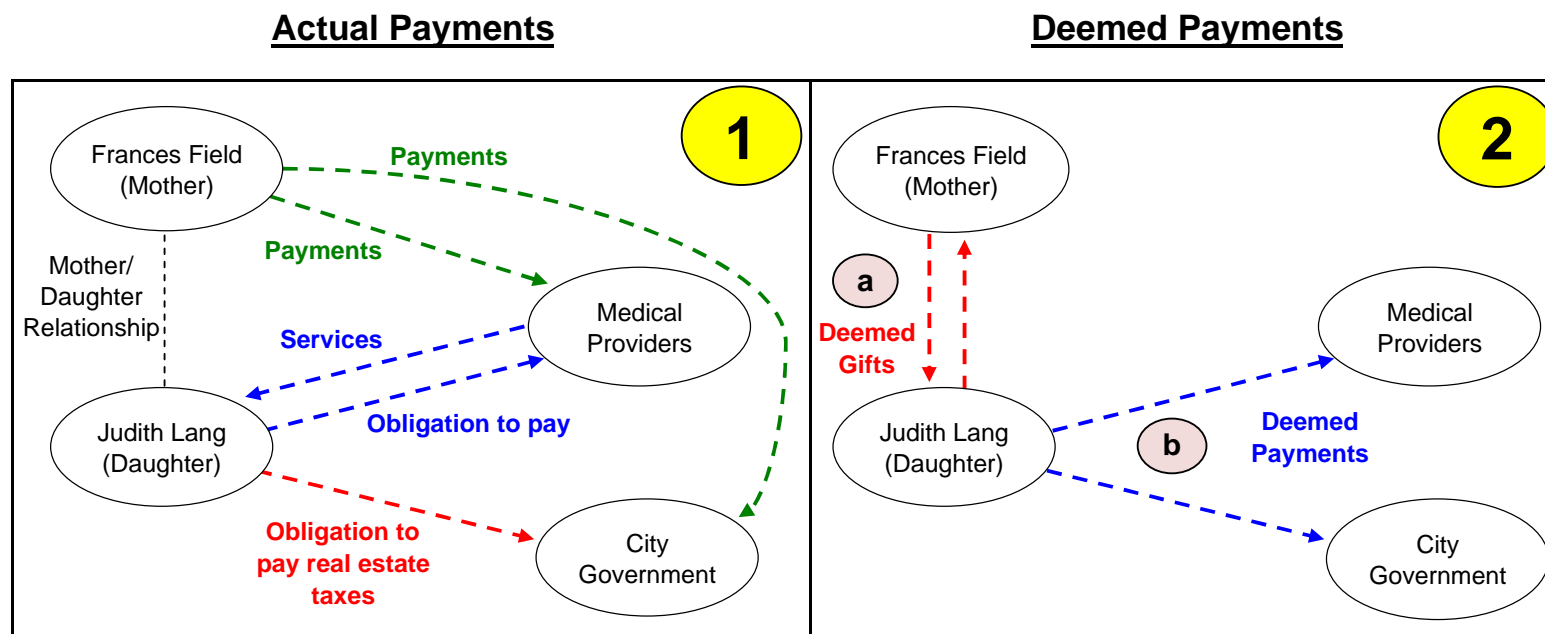 Actual Payments
Deemed Payments
1
Frances Field
(Mother)
Payments
Payments
Mother/
Daughter
Relationship
Medical
Providers
Services
Obligation to pay
Judith Lang
(Daughter)
Obligation to
pay real estate
taxes
City
Government
2
Frances Field
(Mother)
a
Deemed
Gifts
Medical
Providers
Judith Lang
(Daughter)
b
Deemed
Payments
City
Government